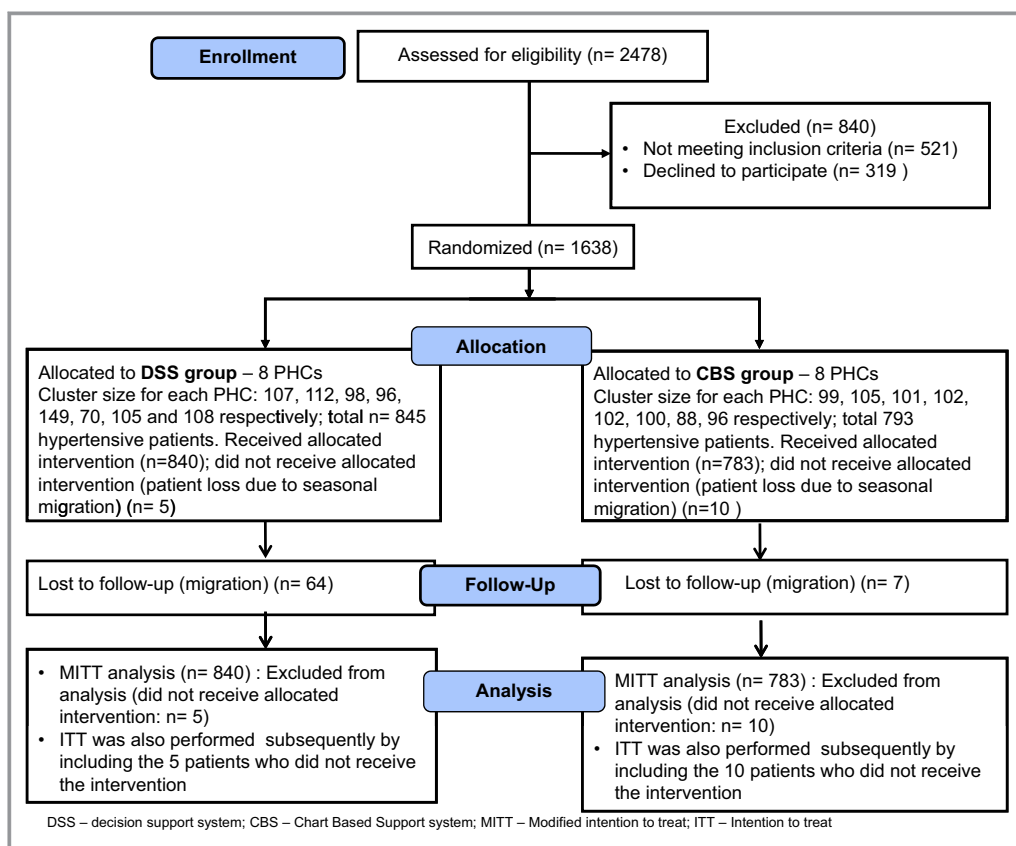 Enrollment
Assessed for eligibility (n= 2478)
Excluded (n= 840)
• Not meeting inclusion criteria (n= 521)
• Declined to participate (n= 319 )
Randomized (n= 1638)
Allocation
Allocated to DSS group – 8 PHCs
Cluster size for each PHC: 107, 112, 98, 96,
149, 70, 105 and 108 respectively; total n= 845
hypertensive patients. Received allocated
intervention (n=840); did not receive allocated
intervention (patient loss due to seasonal
migration) (n= 5)
Allocated to CBS group – 8 PHCs
Cluster size for each PHC: 99, 105, 101, 102,
102, 100, 88, 96 respectively; total 793
hypertensive patients. Received allocated
intervention (n=783); did not receive allocated
intervention (patient loss due to seasonal
migration) (n=10 )
Lost to follow-up (migration) (n= 64)
Follow-Up
Lost to follow-up (migration) (n= 7)
• MITT analysis (n= 840) : Excluded from
analysis (did not receive allocated
intervention: n= 5)
• ITT was also performed subsequently by
including the 5 patients who did not receive
the intervention
Analysis
MITT analysis (n= 783) : Excluded from
analysis (did not receive allocated
intervention: n= 10)
• ITT was also performed subsequently by
including the 10 patients who did not receive
the intervention
DSS – decision support system; CBS – Chart Based Support system; MITT – Modified intention to treat; ITT – Intention to treat